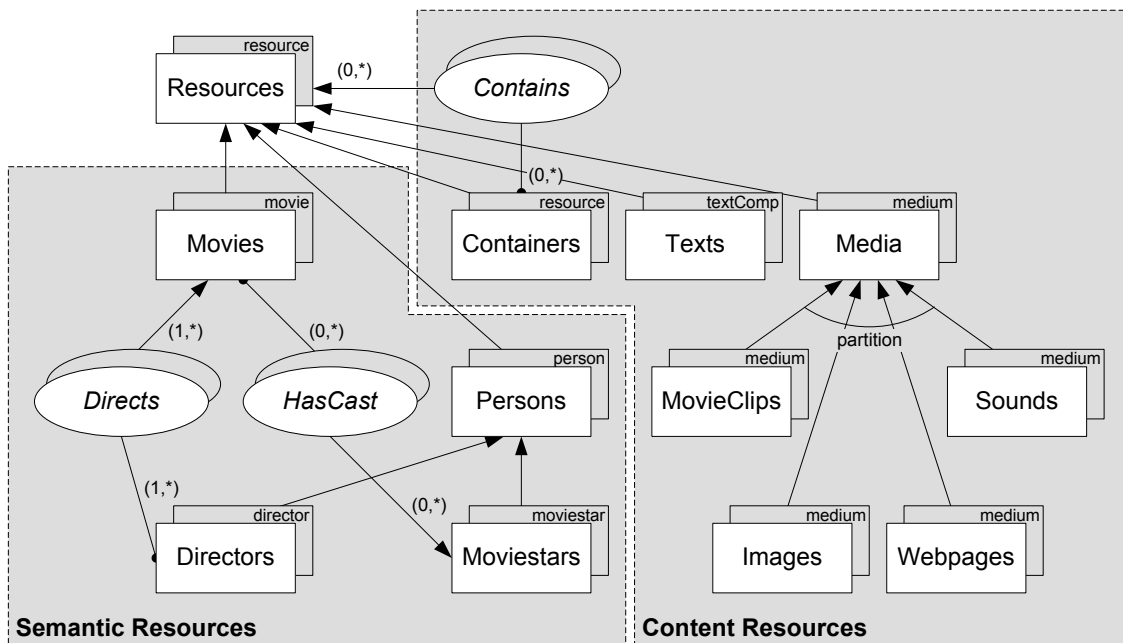 resource
Resources
(0,*)
Contains
(0,*)
movie
Movies
resource
Containers
textComp
Texts
medium
Media
(1,*)
(0,*)
partition
Directs
HasCast
person
Persons
medium
MovieClips
medium
Sounds
(1,*)
(0,*)
director
Directors
moviestar
Moviestars
medium
Images
medium
Webpages
Semantic Resources
Content Resources